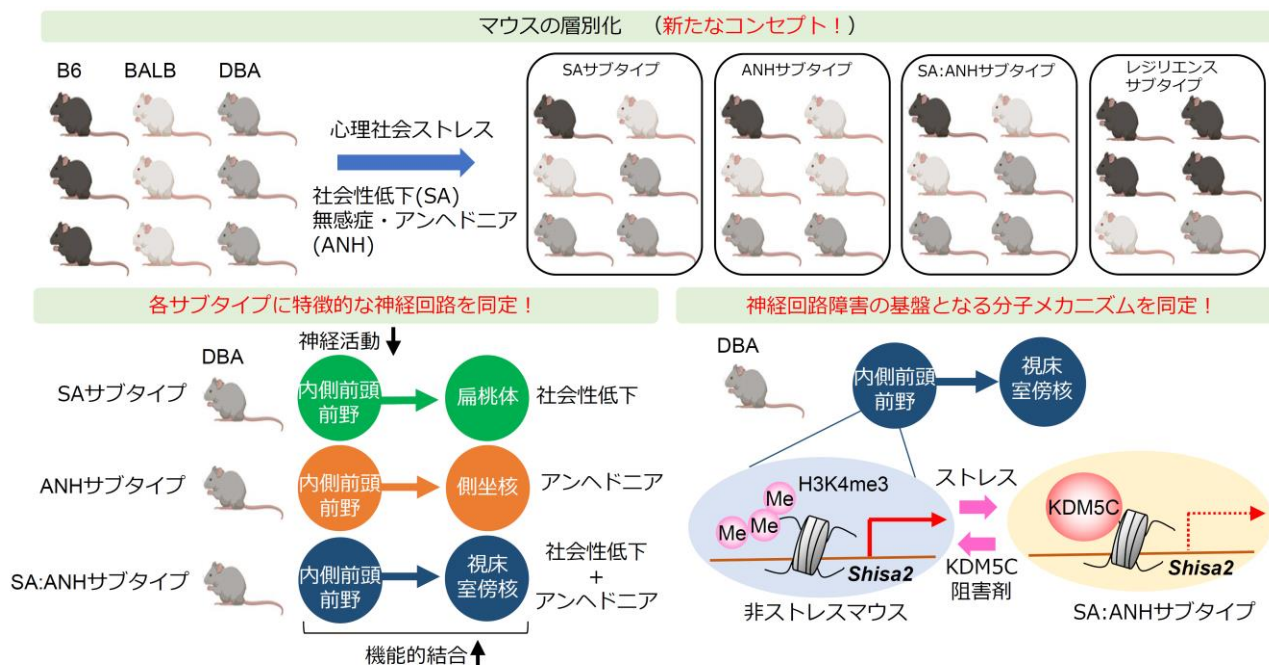 マウスの層別化　（新たなコンセプト！）
B6
BALB
DBA
心理社会ストレス
社会性低下(SA)
無感症・アンヘドニア
(ANH)
SAサブタイプ
ANHサブタイプ
SA:ANHサブタイプ
レジリエンス
サブタイプ
各サブタイプに特徴的な神経回路を同定！
神経活動
DBA
SAサブタイプ
内側前頭
前野
扁桃体
社会性低下
ANHサブタイプ
内側前頭
前野
側坐核
アンヘドニア
SA:ANHサブタイプ
内側前頭
前野
視床
室傍核
社会性低下
+
アンヘドニア
機能的結合
神経回路障害の基盤となる分子メカニズムを同定！
DBA
内側前頭
前野
視床
室傍核
H3K4me3
Me
Me
Me
Shisa2
非ストレスマウス
ストレス
KDM5C
阻害剤
KDM5C
Shisa2
SA:ANHサブタイプ